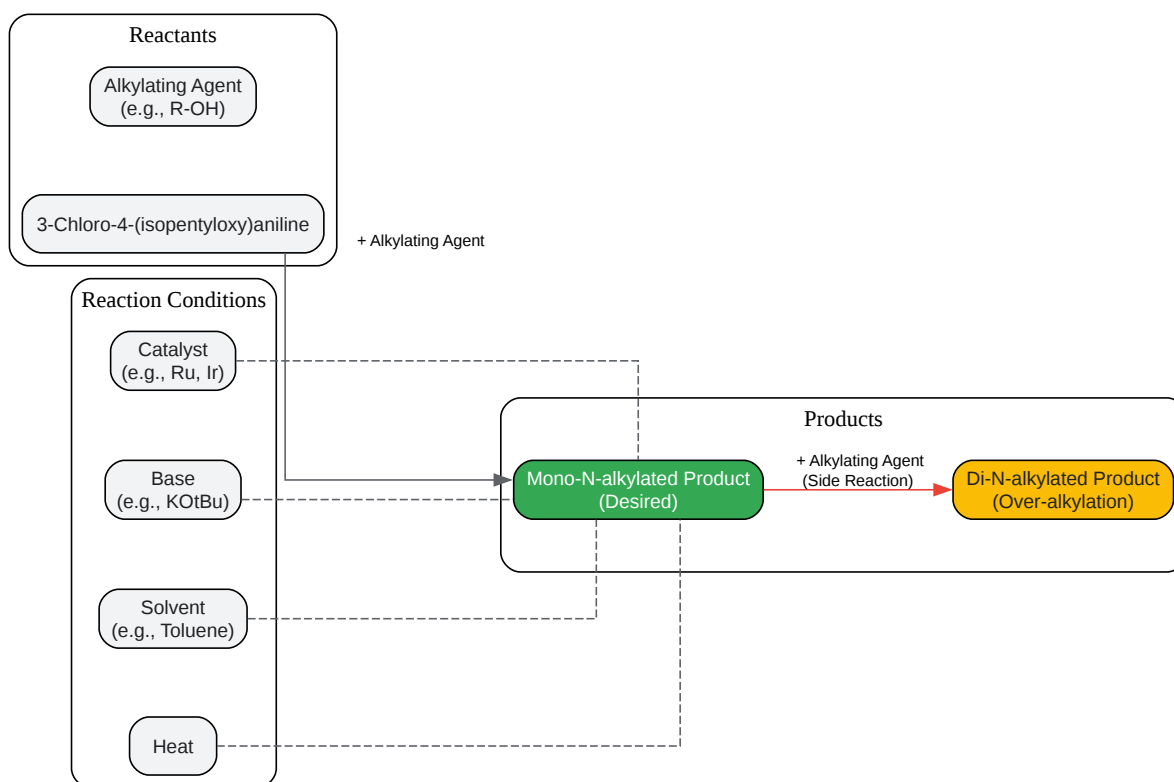 Reactants
Alkylating Agent
(e.g., R-OH)
3-Chloro-4-(isopentyloxy)aniline
+ Alkylating Agent
Reaction Conditions
Catalyst
(e.g., Ru, Ir)
Base
(e.g., KOtBu)
Solvent
(e.g., Toluene)
Heat
Products
Mono-N-alkylated Product
(Desired)
+ Alkylating Agent
(Side Reaction)
Di-N-alkylated Product
(Over-alkylation)